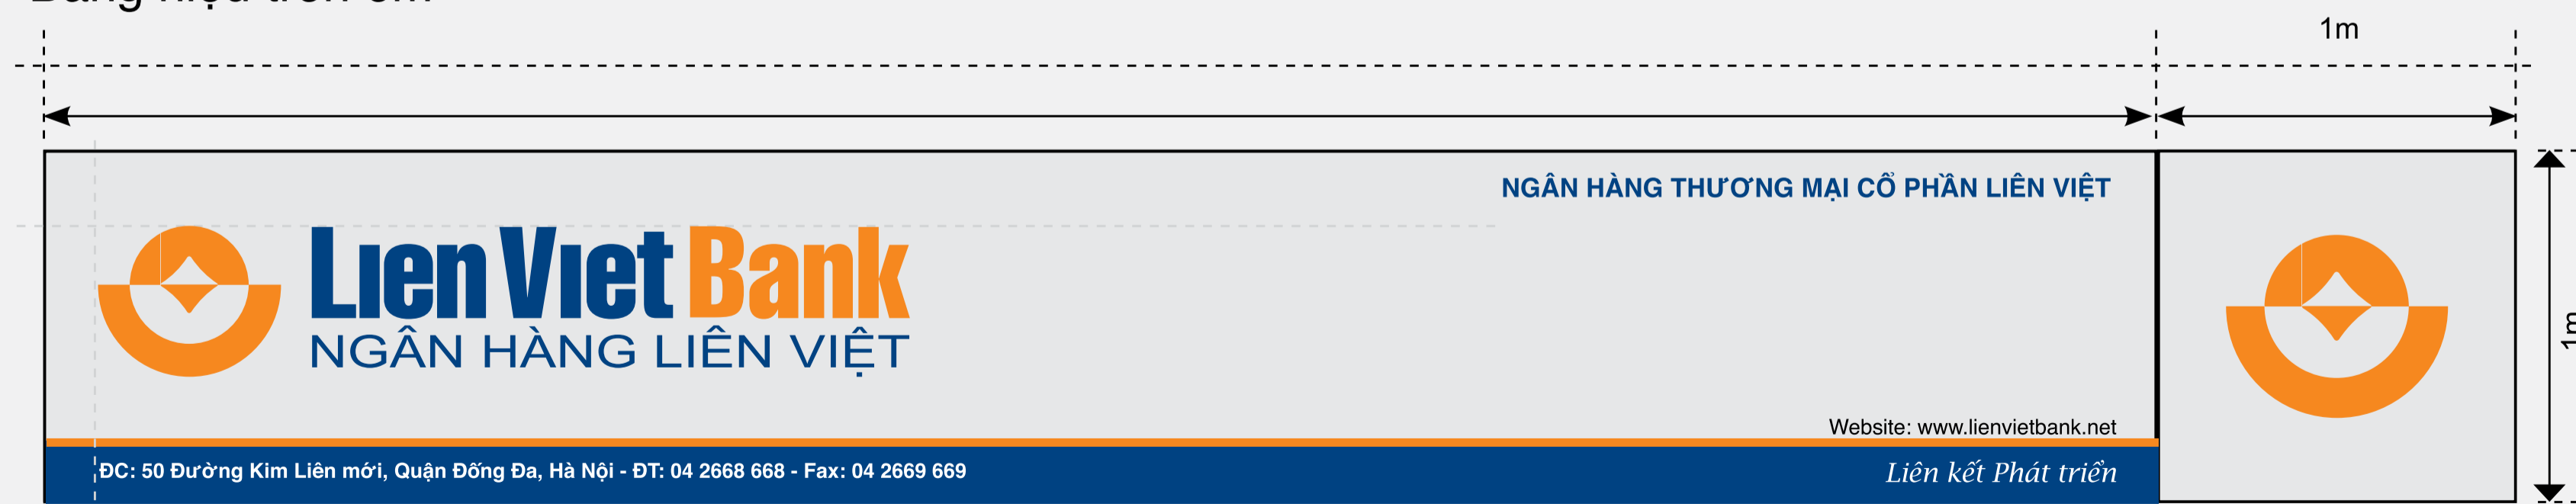 1m
NGÂN HÀNG THƯƠNG MẠI CỔ PHẦN LIÊN VIỆT
LienVietBank
NGÂN HÀNG LIÊN VIỆT
1m
Website: www.lienvietbank.net
ĐC: 50 Đường Kim Liên mới, Quận Đống Đa, Hà Nội - ĐT: 04 2668 668 - Fax: 04 2669 669
Liên kết Phát triển